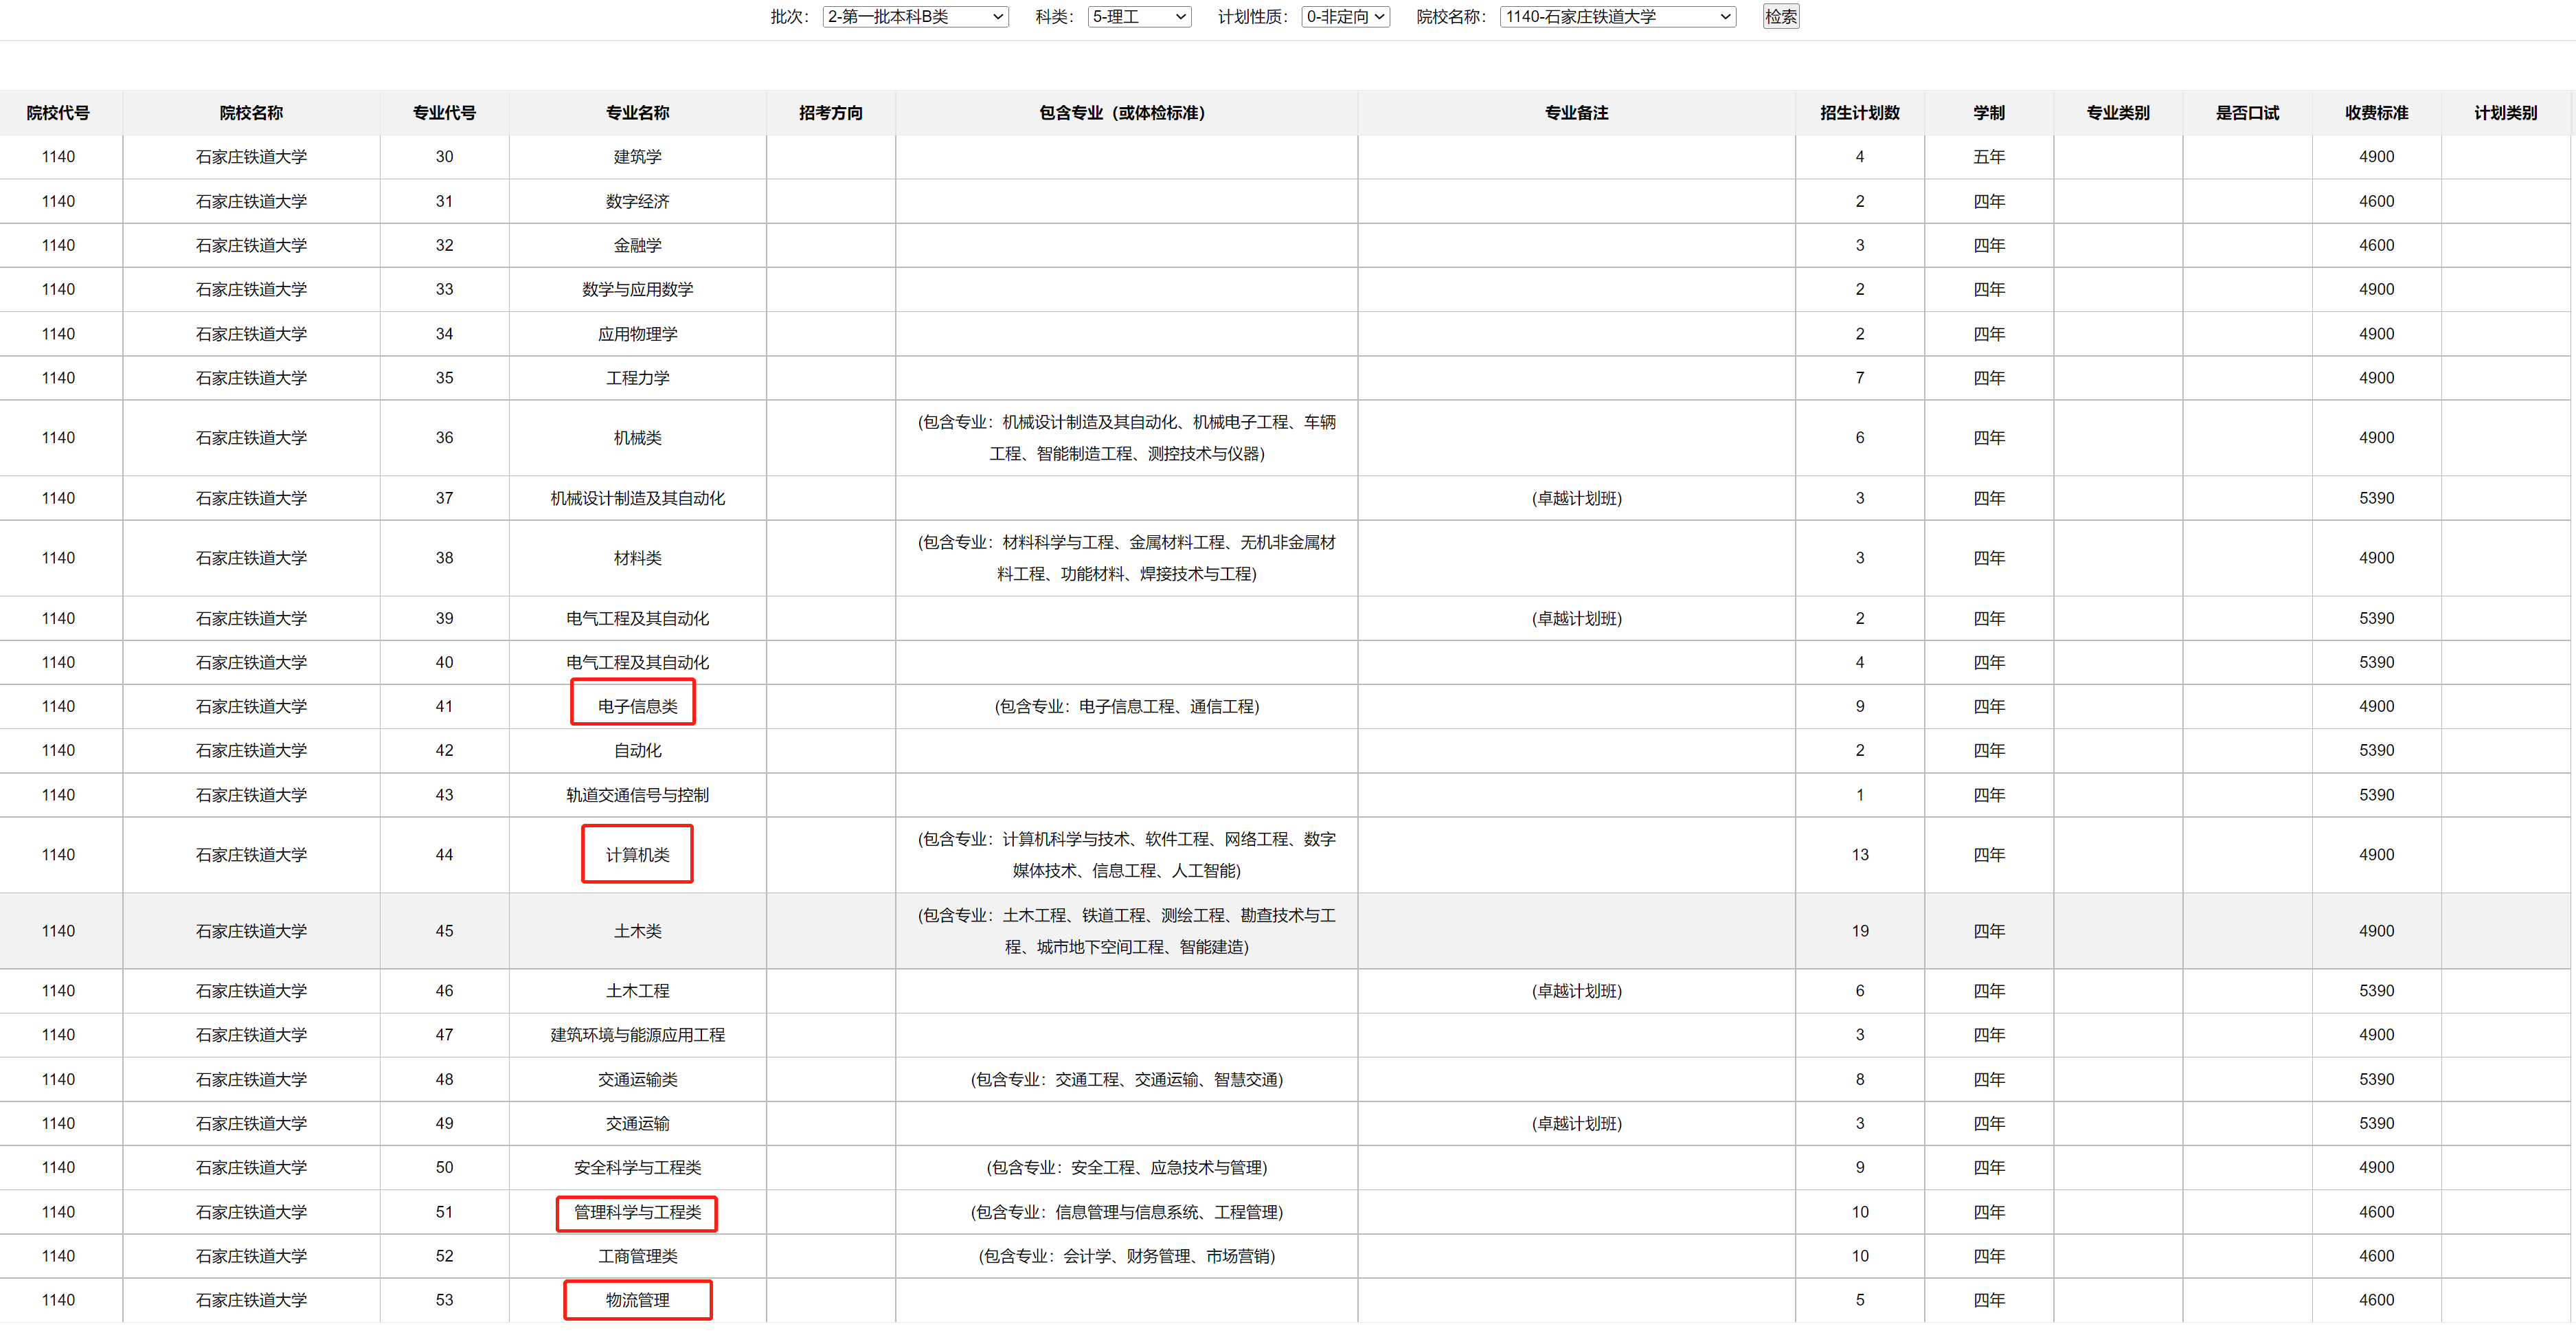 批次： 2-第一批本科B类 科类： 5-理工 计划性质： 0-非定向 院校名称： 1140-石家庄铁道大学 检索
院校代号 院校名称 专业代号 专业名称 招考方向 包含专业（或体检标准） 专业备注 招生计划数 学制 专业类别 是否口试 收费标准 计划类别
1140 石家庄铁道大学 30 建筑学 4 五年 4900
1140 石家庄铁道大学 31 数字经济 2 四年 4600
1140 石家庄铁道大学 32 金融学 3 四年 4600
1140 石家庄铁道大学 33 数学与应用数学 2 四年 4900
1140 石家庄铁道大学 34 应用物理学 2 四年 4900
1140 石家庄铁道大学 35 工程力学 7 四年 4900
1140 石家庄铁道大学 36 机械类 (包含专业：机械设计制造及其自动化、机械电子工程、车辆
工程、智能制造工程、测控技术与仪器) 6 四年 4900
1140 石家庄铁道大学 37 机械设计制造及其自动化 (卓越计划班) 3 四年 5390
1140 石家庄铁道大学 38 材料类 (包含专业：材料科学与工程、金属材料工程、无机非金属材
料工程、功能材料、焊接技术与工程) 3 四年 4900
1140 石家庄铁道大学 39 电气工程及其自动化 (卓越计划班) 2 四年 5390
1140 石家庄铁道大学 40 电气工程及其自动化 4 四年 5390
1140 石家庄铁道大学 41 电子信息类 (包含专业：电子信息工程、通信工程) 9 四年 4900
1140 石家庄铁道大学 42 自动化 2 四年 5390
1140 石家庄铁道大学 43 轨道交通信号与控制 1 四年 5390
1140 石家庄铁道大学 44 计算机类 (包含专业：计算机科学与技术、软件工程、网络工程、数字
媒体技术、信息工程、人工智能) 13 四年 4900
1140 石家庄铁道大学 45 土木类 (包含专业：土木工程、铁道工程、测绘工程、勘查技术与工
程、城市地下空间工程、智能建造) 19 四年 4900
1140 石家庄铁道大学 46 土木工程 (卓越计划班) 6 四年 5390
1140 石家庄铁道大学 47 建筑环境与能源应用工程 3 四年 4900
1140 石家庄铁道大学 48 交通运输类 (包含专业：交通工程、交通运输、智慧交通) 8 四年 5390
1140 石家庄铁道大学 49 交通运输 (卓越计划班) 3 四年 5390
1140 石家庄铁道大学 50 安全科学与工程类 (包含专业：安全工程、应急技术与管理) 9 四年 4900
1140 石家庄铁道大学 51 管理科学与工程类 (包含专业：信息管理与信息系统、工程管理) 10 四年 4600
1140 石家庄铁道大学 52 工商管理类 (包含专业：会计学、财务管理、市场营销) 10 四年 4600
1140 石家庄铁道大学 53 物流管理 5 四年 4600